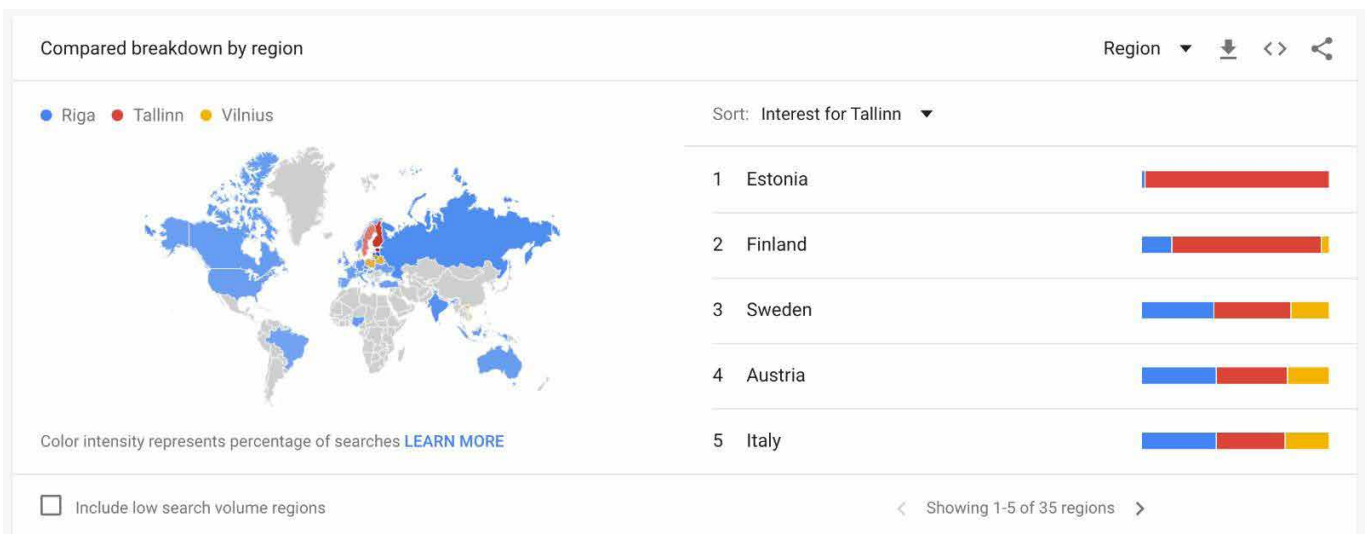 Compared breakdown by region
Region
Riga Tallinn Vilnius
Sort: Interest for Tallinn
1 Estonia
2 Finland
3 Sweden
4 Austria
5 Italy
Color intensity represents percentage of searches LEARN MORE
Include low search volume regions
Showing 1-5 of 35 regions